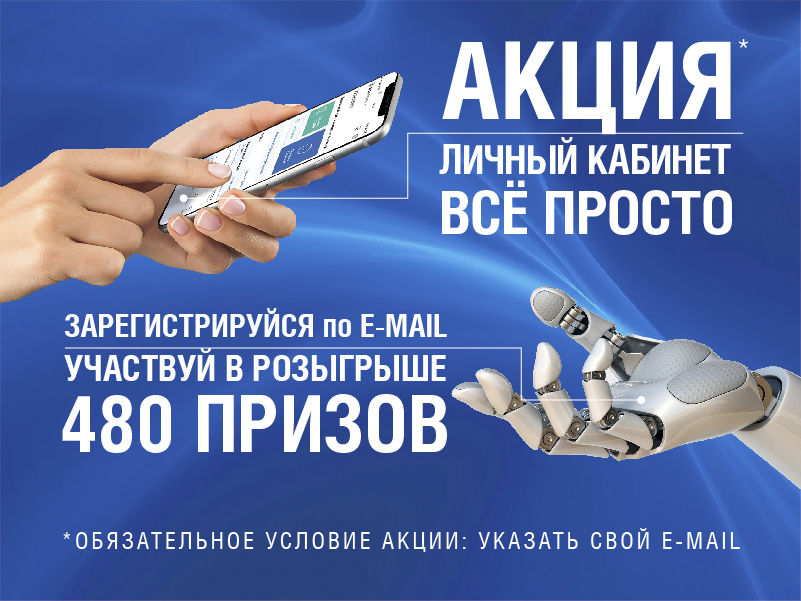 АКЦИЯ*
ЛИЧНЫЙ КАБИНЕТ
ВСЁ ПРОСТО
ЗАРЕГИСТРИРУЙСЯ по E-MAIL
УЧАСТВУЙ В РОЗЫГРЫШЕ
480 ПРИЗОВ
*ОБЯЗАТЕЛЬНОЕ УСЛОВИЕ АКЦИИ: УКАЗАТЬ СВОЙ E-MAIL